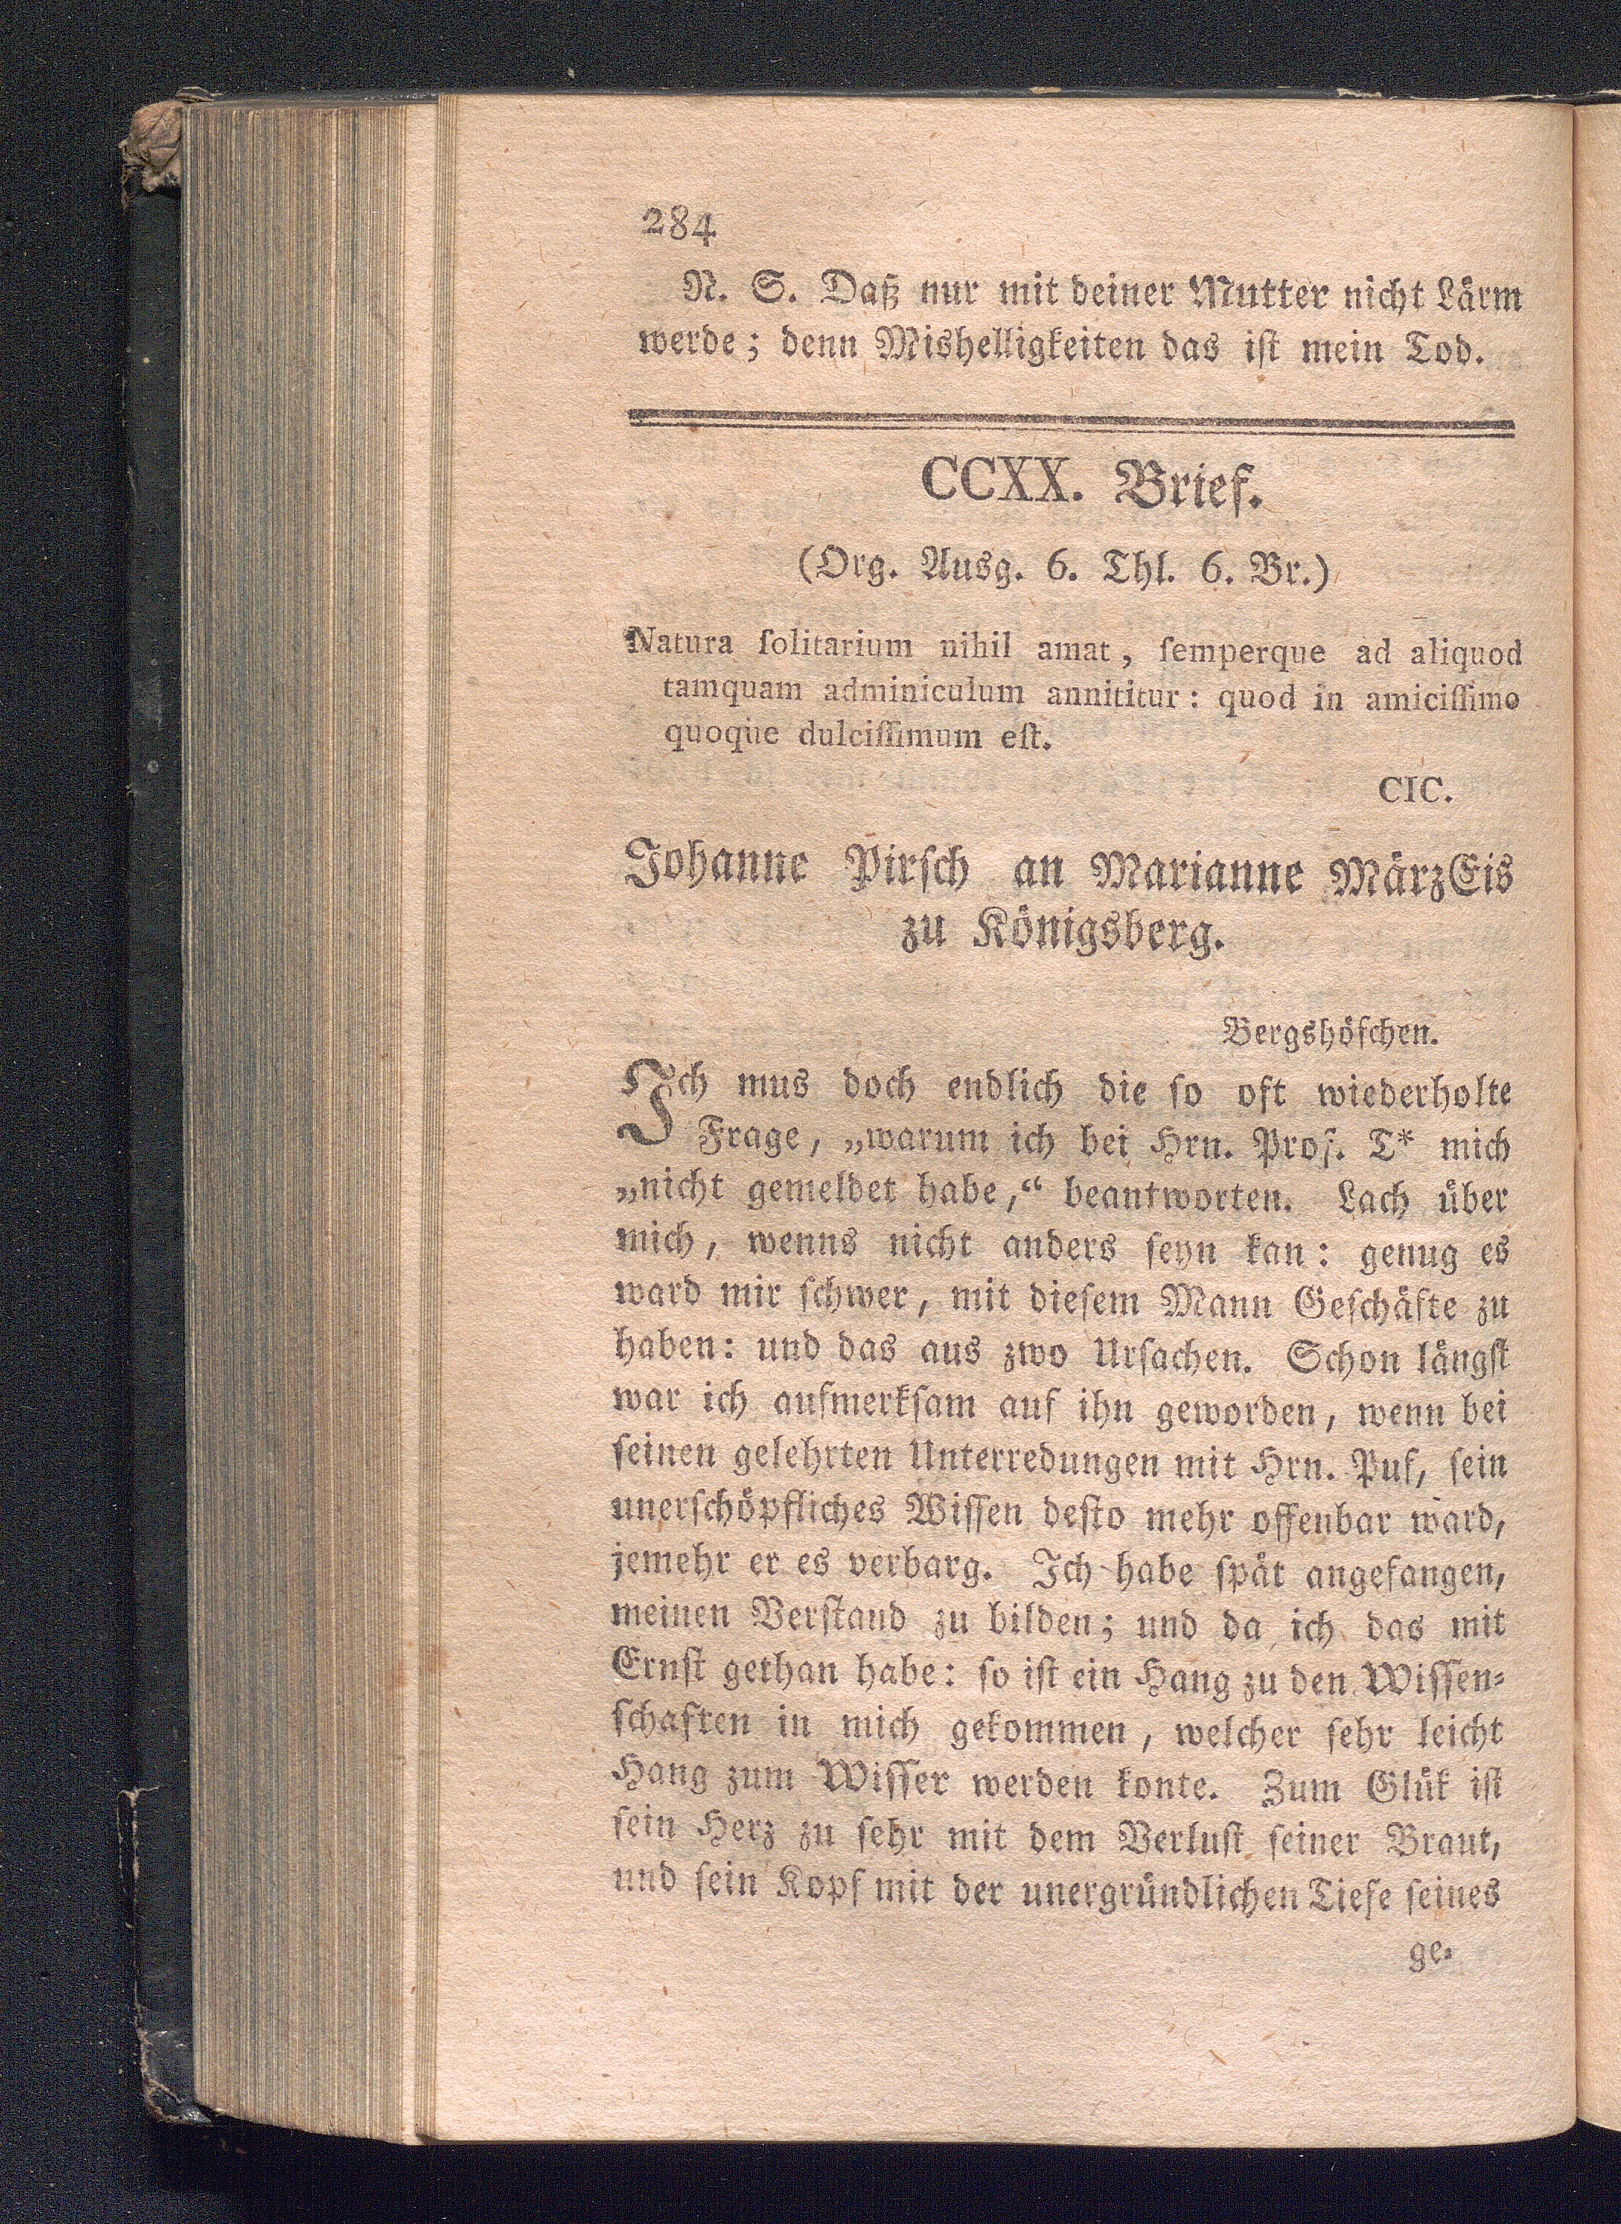 284
N. S. Daß nur mit deiner Mutter nicht Lärm
werde; denn Mishelligkeiten das iſt mein Tod.
CCXX. Brief.
(Org. Ausg. 6. Thl. 6. Br.)
Natura ſolitarium nihil amat, ſemperque ad aliquod
tamquam adminiculum annititur: quod in amiciſſimo
quoque dulciſſimum eſt.
CIC.
Johanne Pirſch an Marianne MärzEis
zu Königsberg.
Bergshöfchen.
Ich mus doch endlich die ſo oft wiederholte
Frage, „warum ich bei Hrn. Prof. T* mich
„nicht gemeldet habe,“ beantworten. Lach über
mich, wenns nicht anders ſeyn kan: genug es
ward mir ſchwer, mit dieſem Mann Geſchäfte zu
haben: und das aus zwo Urſachen. Schon längſt
war ich aufmerkſam auf ihn geworden, wenn bei
ſeinen gelehrten Unterredungen mit Hrn. Puf, ſein
unerſchöpfliches Wiſſen deſto mehr offenbar ward,
jemehr er es verbarg. Ich habe ſpät angefangen,
meinen Verſtand zu bilden; und da ich das mit
Ernſt gethan habe: ſo iſt ein Hang zu den Wiſſen⸗
ſchaften in mich gekommen, welcher ſehr leicht
Hang zum Wiſſer werden konte. Zum Glük iſt
ſein Herz zu ſehr mit dem Verluſt ſeiner Braut,
und ſein Kopf mit der unergründlichen Tiefe ſeines
ge⸗